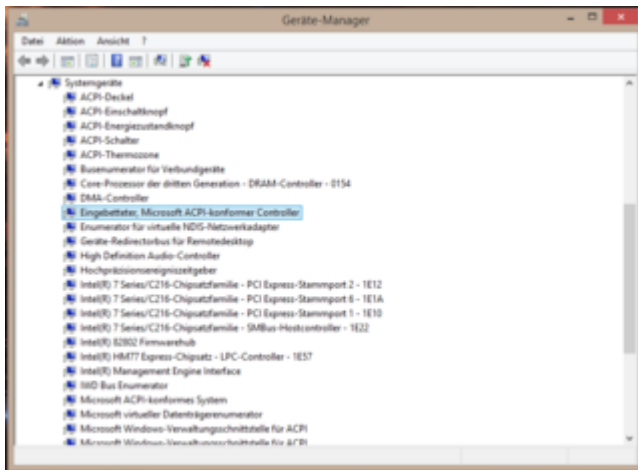 Geräte-Manager
Datei Aktion Ansicht ?
Systemgeräte
ACPI-Deckel
ACPI-Einschaltknopf
ACPI-Energiezustandknopf
ACPI-Schalter
ACPI-Thermozone
Busenumerator für Verbundgeräte
Core-Prozessor der dritten Generation - DRAM-Controller - 0154
DMA-Controller
Eingebetteter, Microsoft ACPI-konformer Controller
Enumerator für virtuelle NDIS-Netzwerkadapter
Geräte-Redirectorbus für Remotedesktop
High Definition Audio-Controller
Hochpräzisionsereigniszeitgeber
Intel(R) 7 Series/C216-Chipsatzfamilie - PCI Express-Stammport 2 - 1E12
Intel(R) 7 Series/C216-Chipsatzfamilie - PCI Express-Stammport 6 - 1E1A
Intel(R) 7 Series/C216-Chipsatzfamilie - PCI Express-Stammport 1 - 1E10
Intel(R) 7 Series/C216-Chipsatzfamilie - SMBus-Hostcontroller - 1E22
Intel(R) 82802 Firmwarehub
Intel(R) HM77 Express-Chipsatz - LPC-Controller - 1E57
Intel(R) Management Engine Interface
IWD Bus Enumerator
Microsoft ACPI-konformes System
Microsoft virtueller Datenträgerenumerator
Microsoft Windows-Verwaltungsschnittstelle für ACPI
Microsoft Windows-Verwaltungsschnittstelle für ACPI